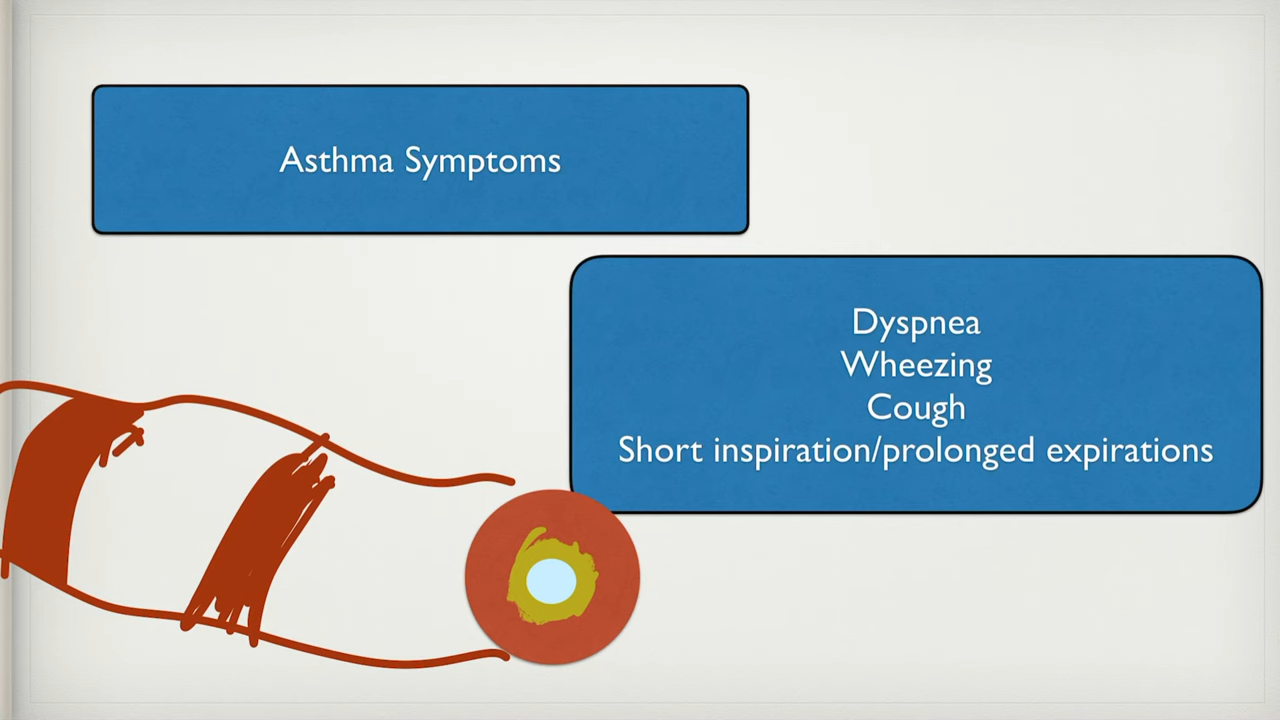 Asthma Symptoms
Dyspnea
Wheezing
Cough
Short inspiration/prolonged expirations